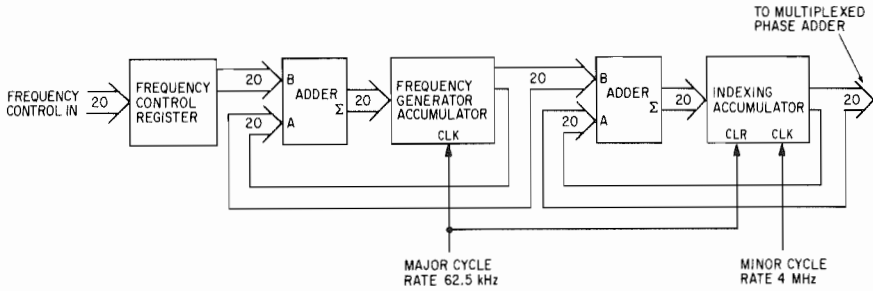 TO MULTIPLEXED
PHASE ADDER
FREQUENCY
CONTROL IN
20
FREQUENCY
CONTROL
REGISTER
20
20
B
A
ADDER
Σ
20
FREQUENCY
GENERATOR
ACCUMULATOR
CLK
20
20
B
A
ADDER
Σ
20
INDEXING
ACCUMULATOR
CLR CLK
20
MAJOR CYCLE
RATE 62.5 kHz
MINOR CYCLE
RATE 4 MHz